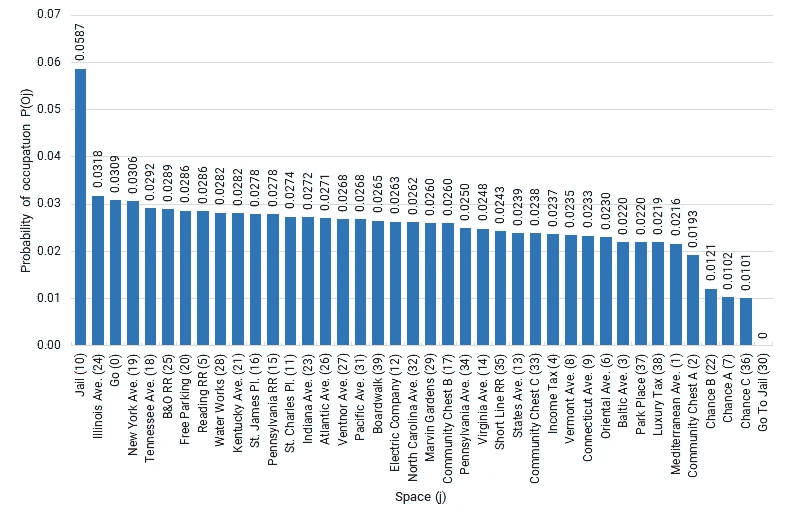 0.07
0.06
0.05
0.04
0.03
0.02
0.01
0.00
Probability of occupatuon P(Oj)
0.0587
0.0318
0.0309
0.0306
0.0292
0.0289
0.0286
0.0286
0.0282
0.0282
0.0278
0.0278
0.0274
0.0272
0.0271
0.0268
0.0268
0.0265
0.0263
0.0262
0.0260
0.0260
0.0250
0.0248
0.0243
0.0239
0.0238
0.0237
0.0235
0.0233
0.0230
0.0220
0.0220
0.0219
0.0216
0.0193
0.0121
0.0102
0.0101
0
Jail (10)
Illinois Ave. (24)
Go (0)
New York Ave. (19)
Tennessee Ave. (18)
B&O RR (25)
Free Parking (20)
Reading RR (5)
Water Works (28)
Kentucky Ave. (21)
St. James Pl. (16)
Pennsylvania RR (15)
St. Charles Pl. (11)
Indiana Ave. (23)
Atlantic Ave. (26)
Ventnor Ave. (27)
Pacific Ave. (31)
Boardwalk (39)
Electric Company (12)
North Carolina Ave. (32)
Marvin Gardens (29)
Community Chest B (17)
Pennsylvania Ave. (34)
Virginia Ave. (14)
Short Line RR (35)
States Ave. (13)
Community Chest C (33)
Income Tax (4)
Vermont Ave. (8)
Connecticut Ave. (9)
Oriental Ave. (6)
Baltic Ave. (3)
Park Place (37)
Luxury Tax (38)
Mediterranean Ave. (1)
Community Chest A (2)
Chance B (22)
Chance A (7)
Chance C (36)
Go To Jail (30)
Space (j)